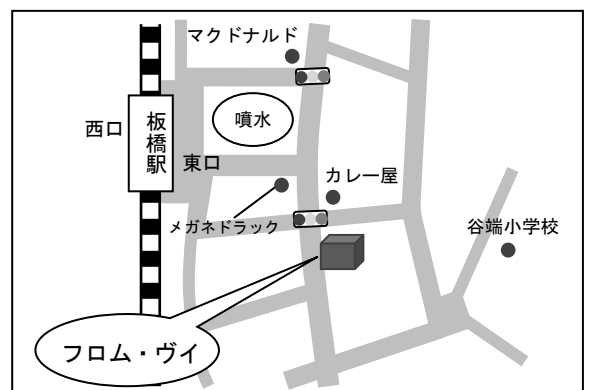 マクドナルド
噴水
西口
板橋駅
東口
カレー屋
メガネドラック
谷端小学校
フロム・ヴイ